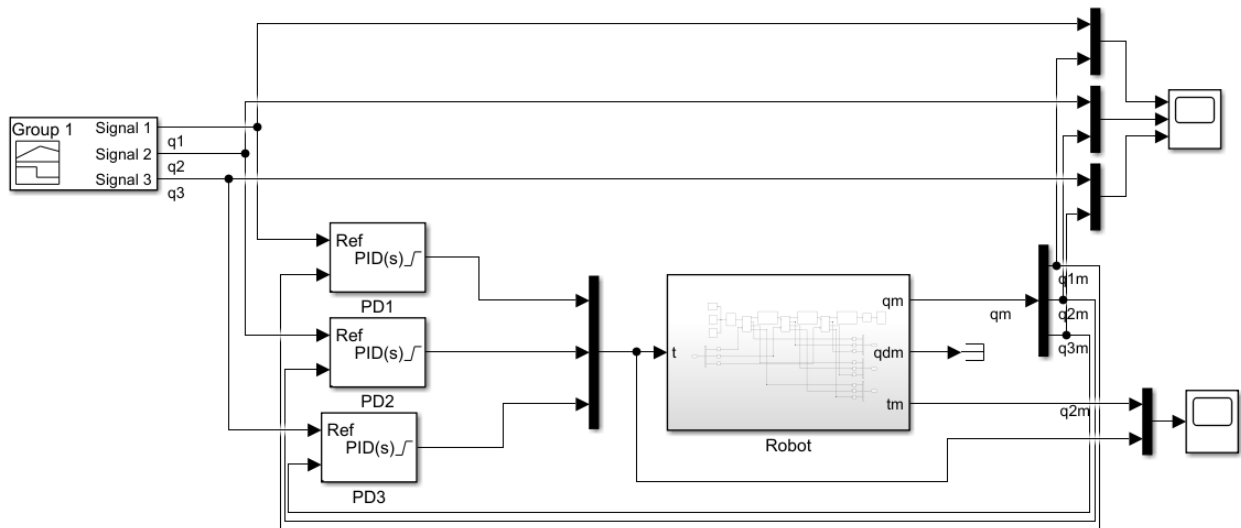 Group 1
Signal 1
q1
Signal 2
q2
Signal 3
q3
Ref
PID(s)
PD1
Ref
PID(s)
PD2
Ref
PID(s)
PD3
t
qm
qdm
tm
Robot
qm
q1m
q2m
q3m
q2m